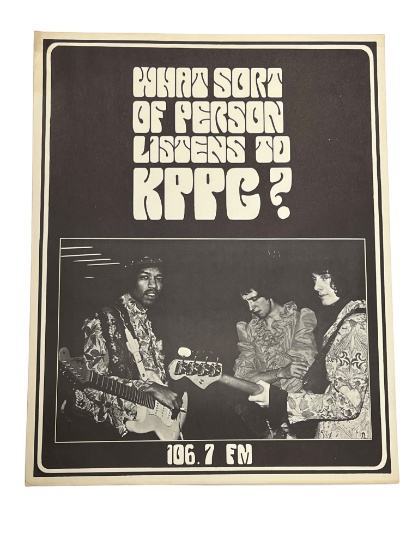 WHAT SORT
OF PERSON
LISTENS TO
KPPC?
106.7 FM